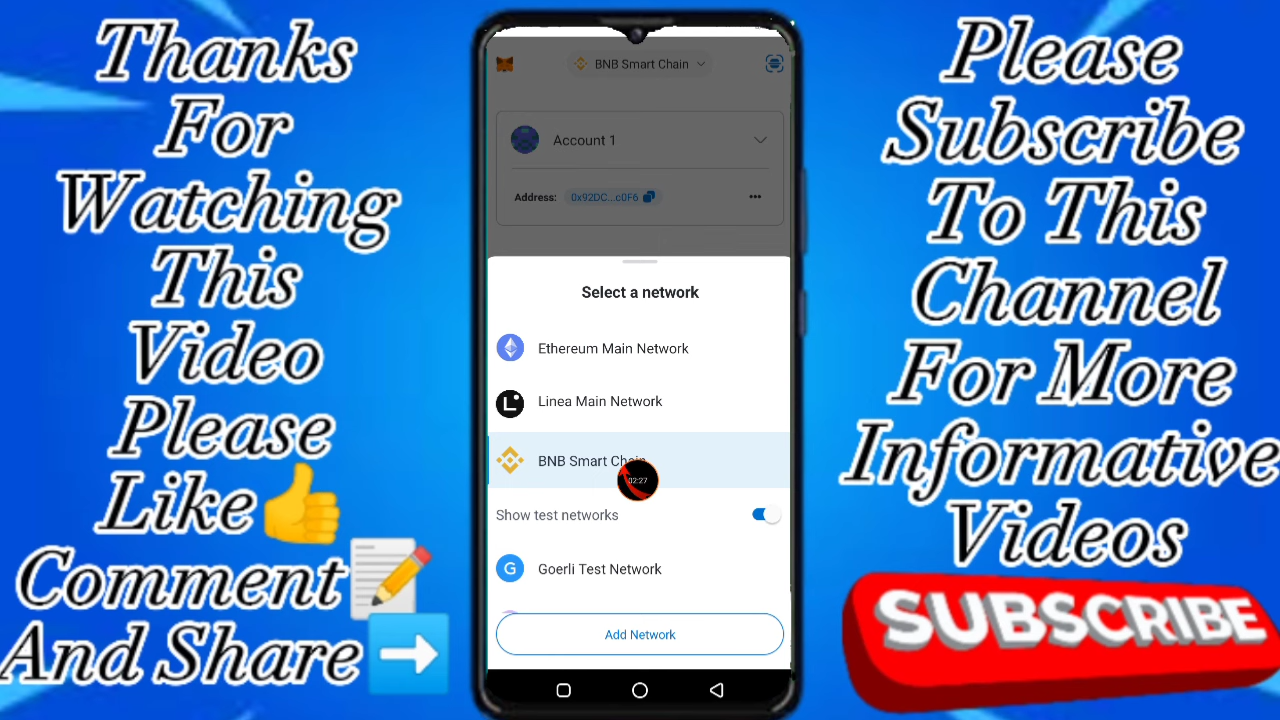 Thanks
For
Watching
This
Video
Please
Like
Comment
And Share
BNB Smart Chain
Account 1
Address: 0x92DC...c0F6
Select a network
Ethereum Main Network
L Linea Main Network
BNB Smart Chain
02:27
Show test networks
G Goerli Test Network
Add Network
Please
Subscribe
To This
Channel
For More
Informative
Videos
SUBSCRIBE